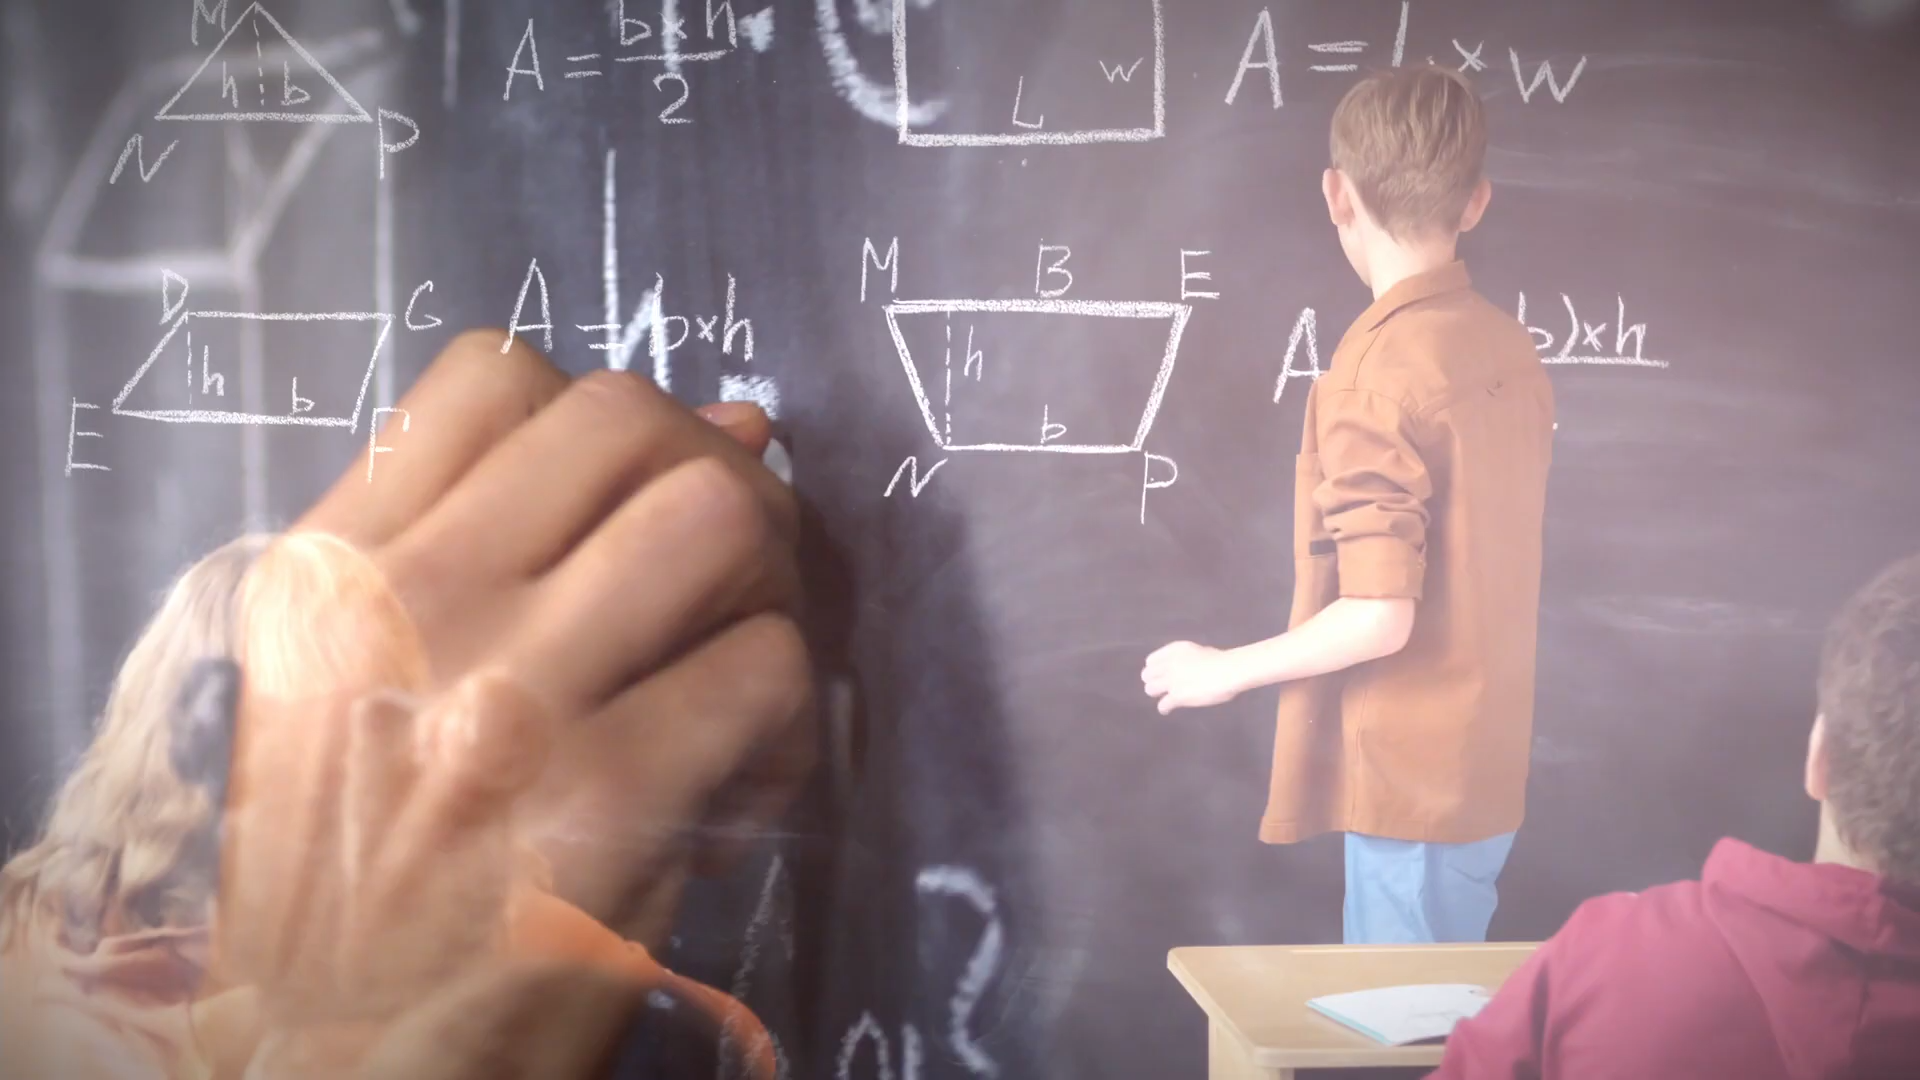 M
h b
N P
A = b×h
2
L w
A = l × w
D G
h
b
E F
A = b×h
M B E
h
b
N P
A b)×h